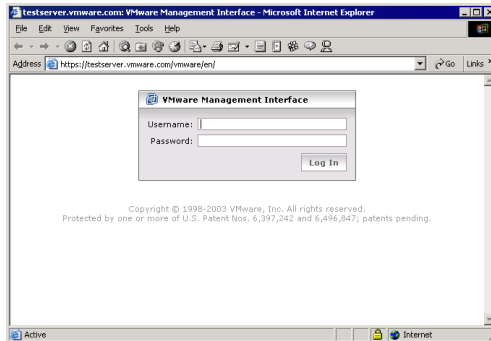 testserver.vmware.com: VMware Management Interface - Microsoft Internet Explorer
File Edit View Favorites Tools Help
Address https://testserver.vmware.com/vmware/en/ Go Links
VMware Management Interface
Username:
Password:
Log In
Copyright © 1998-2003 VMware, Inc. All rights reserved.
Protected by one or more of U.S. Patent Nos. 6,397,242 and 6,496,847; patents pending.
Active Internet